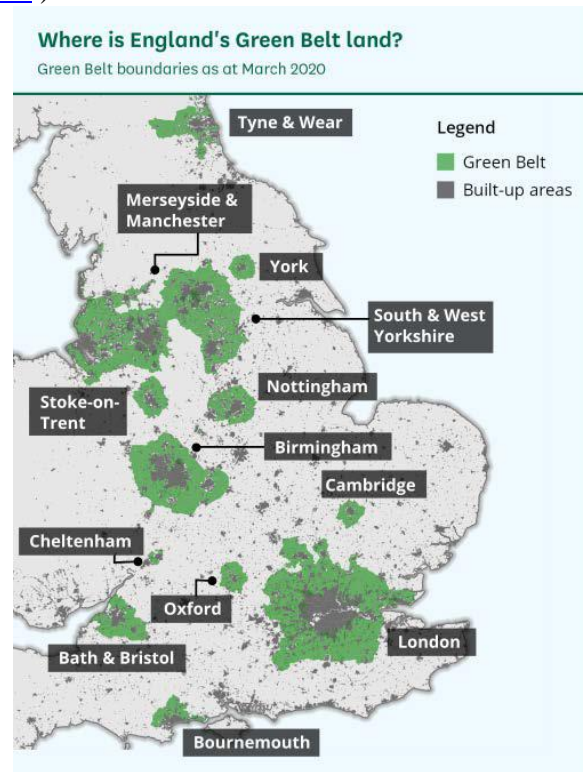 Where is England's Green Belt land?
Green Belt boundaries as at March 2020
Tyne & Wear
Legend
Green Belt
Built-up areas
Merseyside &
Manchester
York
South & West
Yorkshire
Stoke-on-
Trent
Nottingham
Birmingham
Cambridge
Cheltenham
Oxford
London
Bath & Bristol
Bournemouth